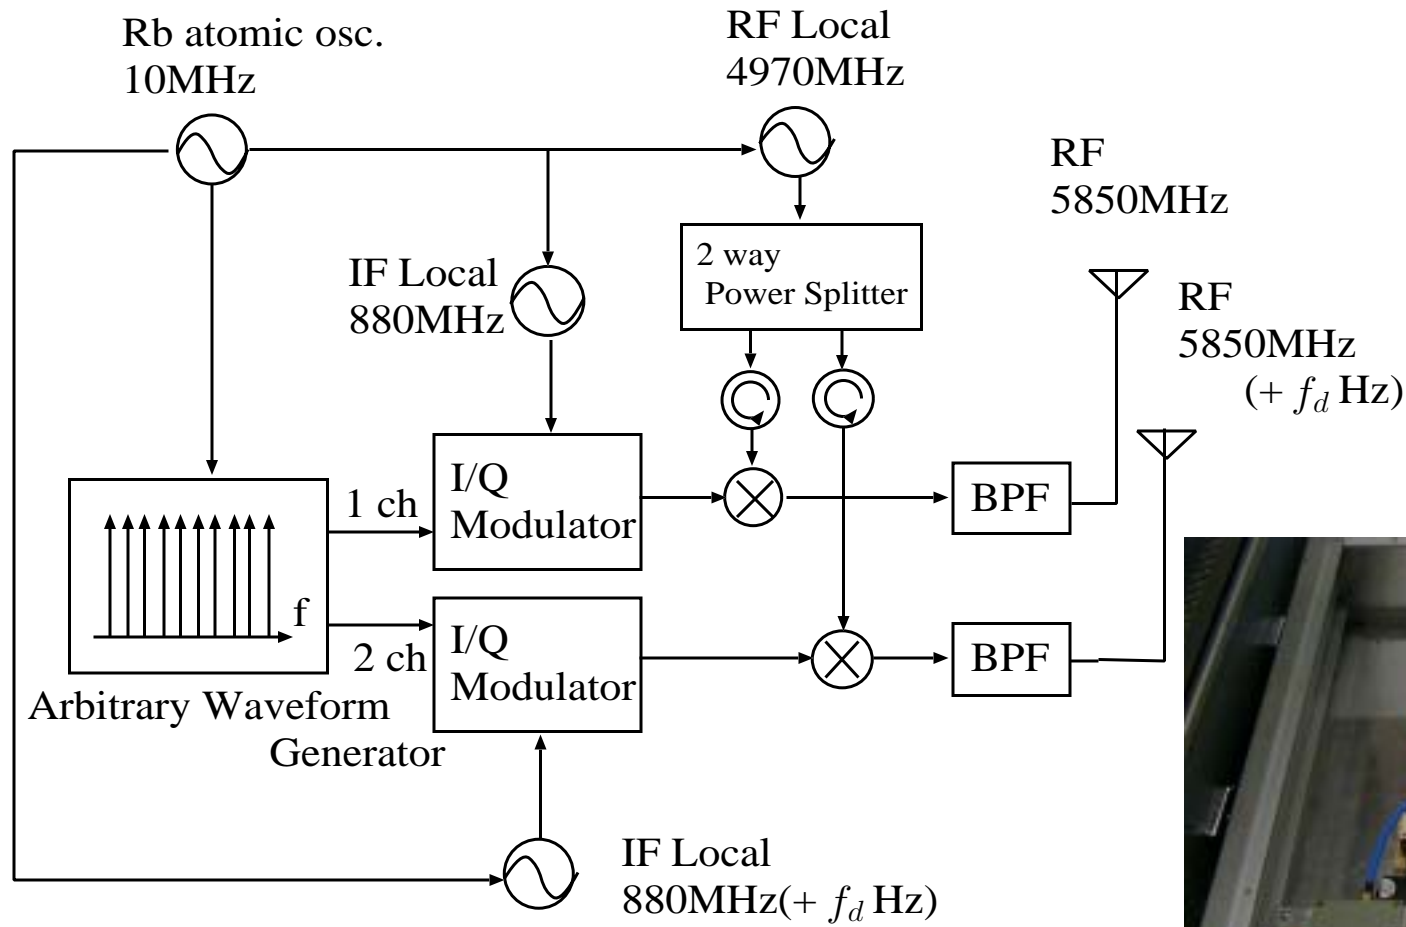 Rb atomic osc.
10MHz
RF Local
4970MHz
RF
5850MHz
2 way
Power Splitter
IF Local
880MHz
RF
5850MHz
(+ f_d Hz)
I/Q
Modulator
BPF
1 ch
f
2 ch
I/Q
Modulator
BPF
Arbitrary Waveform
Generator
IF Local
880MHz(+ f_d Hz)